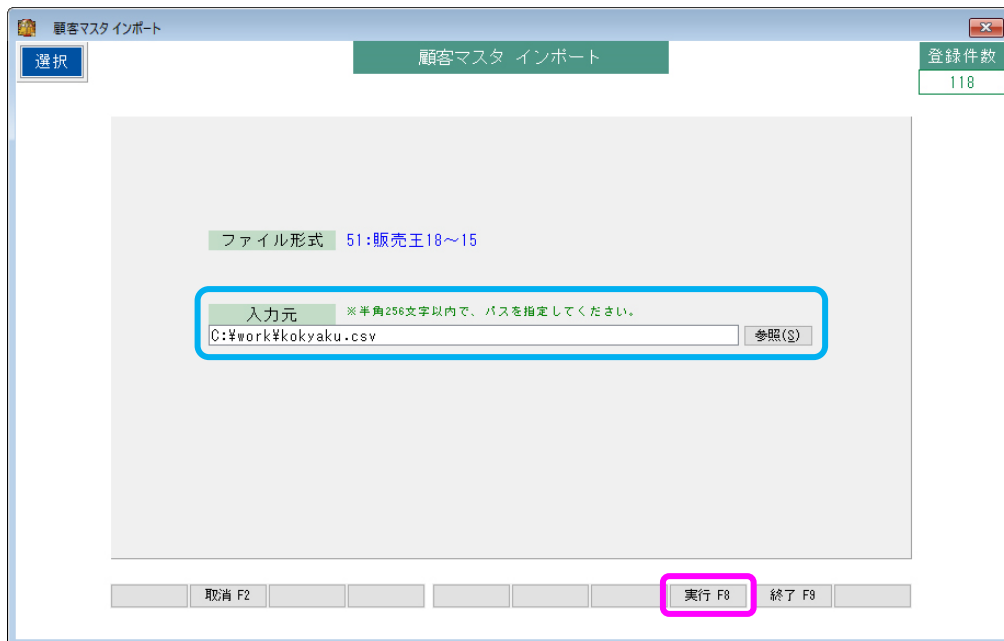 顧客マスタ インポート
選択
顧客マスタ インポート
登録件数
118
ファイル形式 51:販売王18～15
入力元 ※半角256文字以内で、パスを指定してください。
C:¥work¥kokyaku.csv 参照(S)
取消 F2 実行 F8 終了 F9